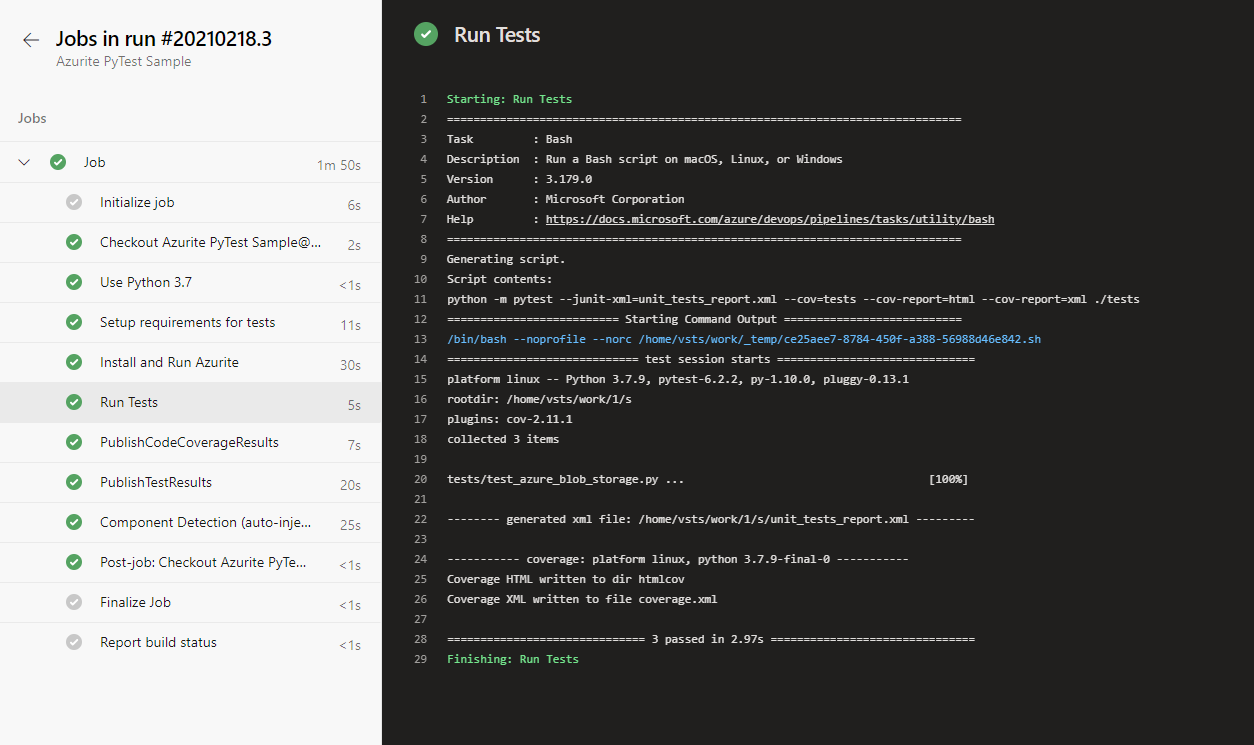 Jobs in run #20210218.3
Azurite PyTest Sample
Jobs
Job 1m 50s
Initialize job 6s
Checkout Azurite PyTest Sample@... 2s
Use Python 3.7 <1s
Setup requirements for tests 11s
Install and Run Azurite 30s
Run Tests 5s
PublishCodeCoverageResults 7s
PublishTestResults 20s
Component Detection (auto-inje... 25s
Post-job: Checkout Azurite PyTe... <1s
Finalize Job <1s
Report build status <1s
Run Tests
1 Starting: Run Tests
2 ==============================================================================
3 Task : Bash
4 Description : Run a Bash script on macOS, Linux, or Windows
5 Version : 3.179.0
6 Author : Microsoft Corporation
7 Help : https://docs.microsoft.com/azure/devops/pipelines/tasks/utility/bash
8 ==============================================================================
9 Generating script.
10 Script contents:
11 python -m pytest --junit-xml=unit_tests_report.xml --cov=tests --cov-report=html --cov-report=xml ./tests
12 ========================== Starting Command Output ===========================
13 /bin/bash --noprofile --norc /home/vsts/work/_temp/ce25aee7-8784-450f-a388-56988d46e842.sh
14 ============================= test session starts ==============================
15 platform linux -- Python 3.7.9, pytest-6.2.2, py-1.10.0, pluggy-0.13.1
16 rootdir: /home/vsts/work/1/s
17 plugins: cov-2.11.1
18 collected 3 items
19
20 tests/test_azure_blob_storage.py ... [100%]
21
22 -------- generated xml file: /home/vsts/work/1/s/unit_tests_report.xml ---------
23
24 ----------- coverage: platform linux, python 3.7.9-final-0 -----------
25 Coverage HTML written to dir htmlcov
26 Coverage XML written to file coverage.xml
27
28 ============================== 3 passed in 2.97s ===============================
29 Finishing: Run Tests